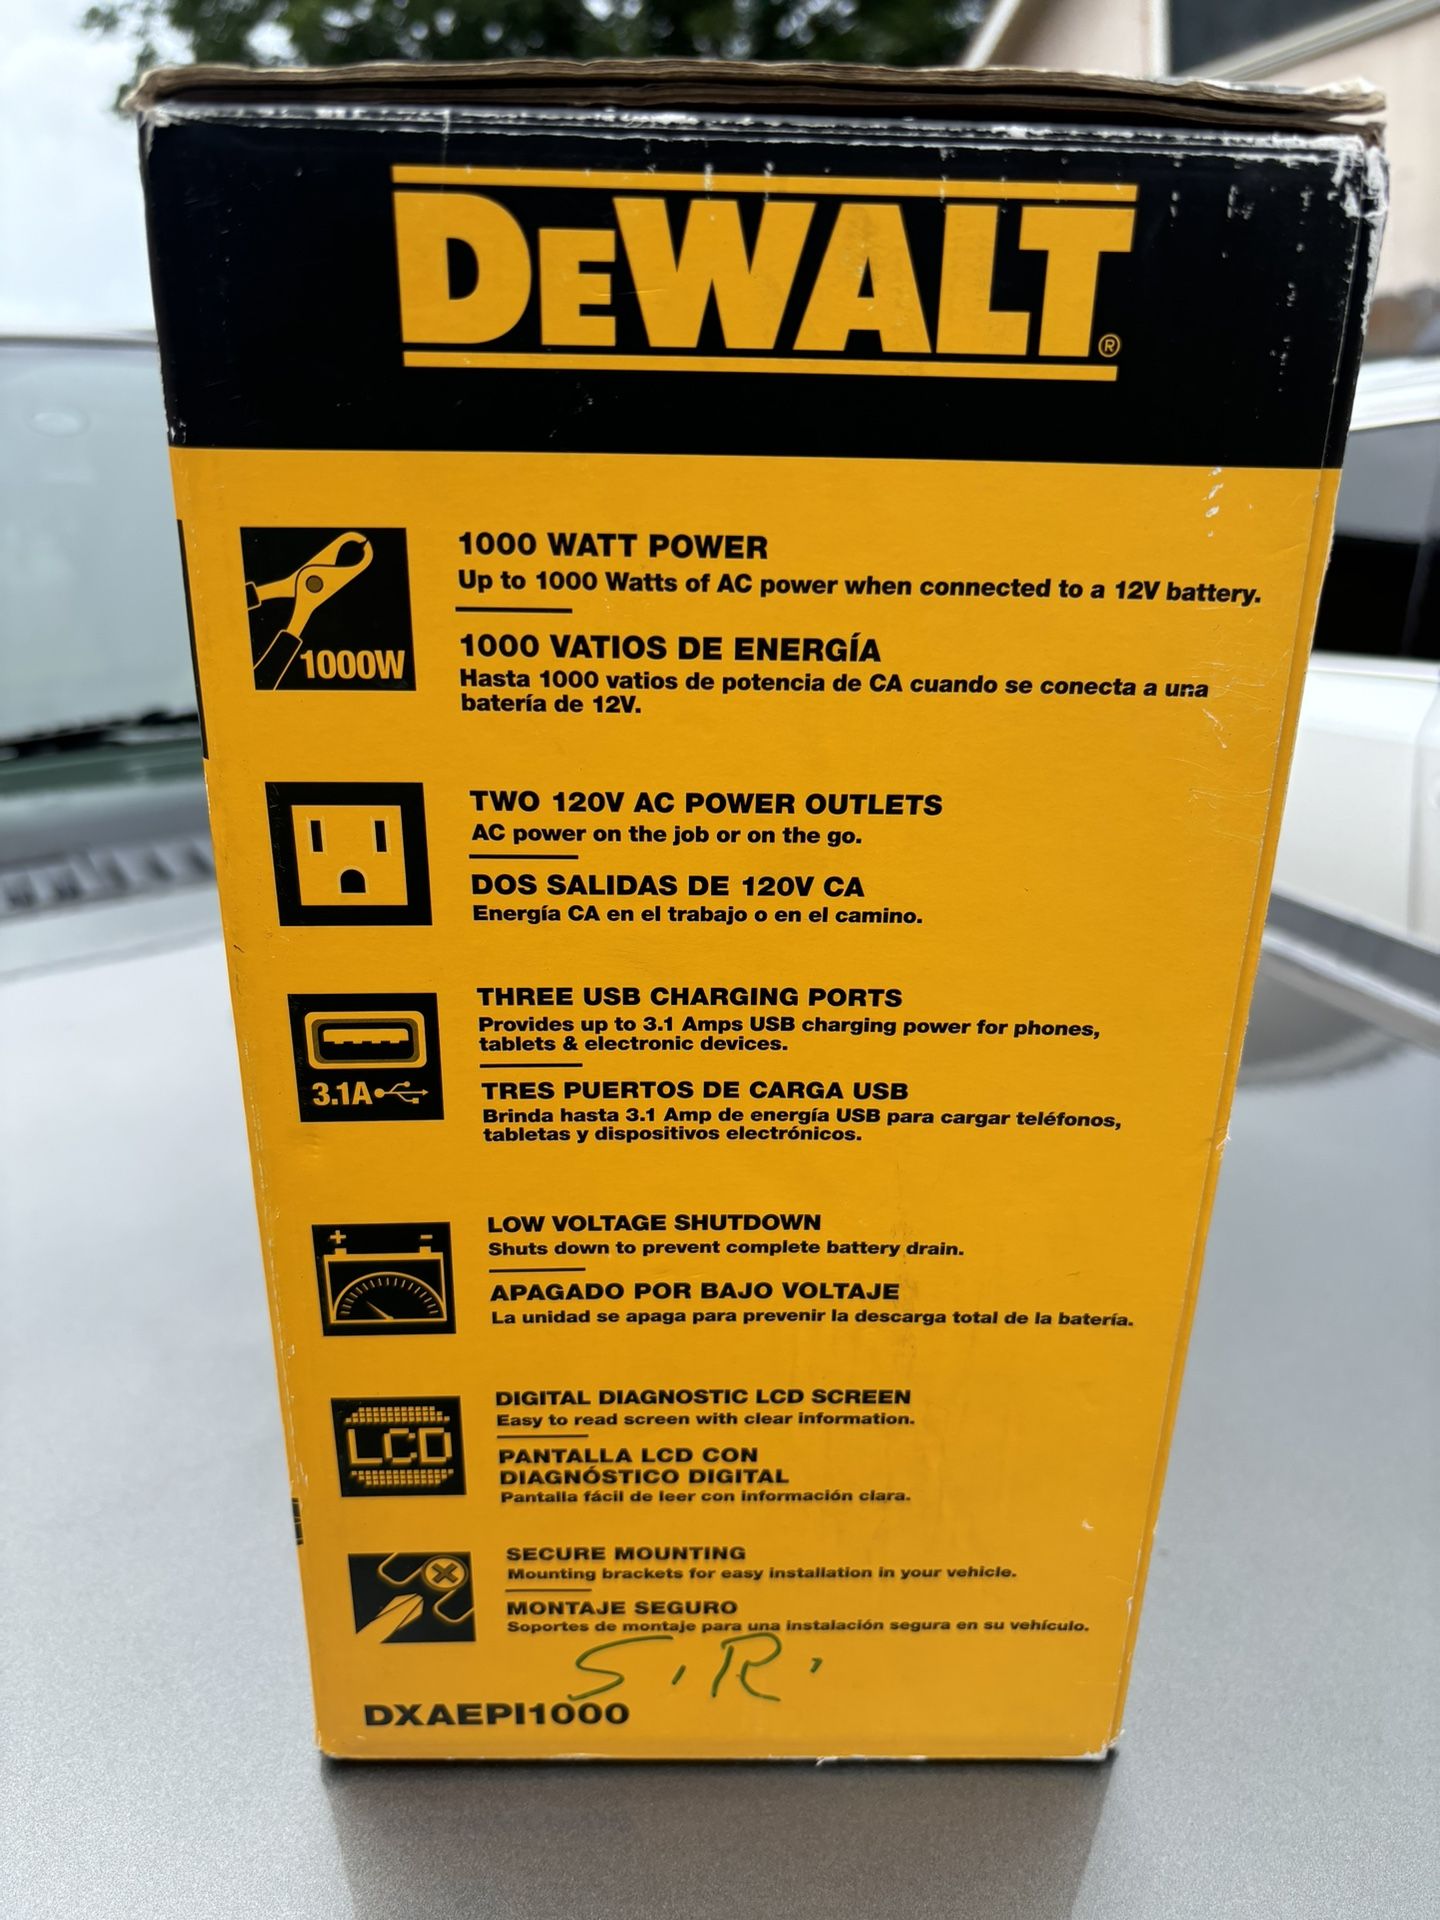 DEWALT®
1000W
1000 WATT POWER
Up to 1000 Watts of AC power when connected to a 12V battery.
1000 VATIOS DE ENERGÍA
Hasta 1000 vatios de potencia de CA cuando se conecta a una
batería de 12V.
TWO 120V AC POWER OUTLETS
AC power on the job or on the go.
DOS SALIDAS DE 120V CA
Energía CA en el trabajo o en el camino.
3.1A
THREE USB CHARGING PORTS
Provides up to 3.1 Amps USB charging power for phones,
tablets & electronic devices.
TRES PUERTOS DE CARGA USB
Brinda hasta 3.1 Amp de energía USB para cargar teléfonos,
tabletas y dispositivos electrónicos.
+ -
LOW VOLTAGE SHUTDOWN
Shuts down to prevent complete battery drain.
APAGADO POR BAJO VOLTAJE
La unidad se apaga para prevenir la descarga total de la batería.
LCD
DIGITAL DIAGNOSTIC LCD SCREEN
Easy to read screen with clear information.
PANTALLA LCD CON
DIAGNÓSTICO DIGITAL
Pantalla fácil de leer con información clara.
SECURE MOUNTING
Mounting brackets for easy installation in your vehicle.
MONTAJE SEGURO
Soportes de montaje para una instalación segura en su vehículo.
S.R.
DXAEPI1000